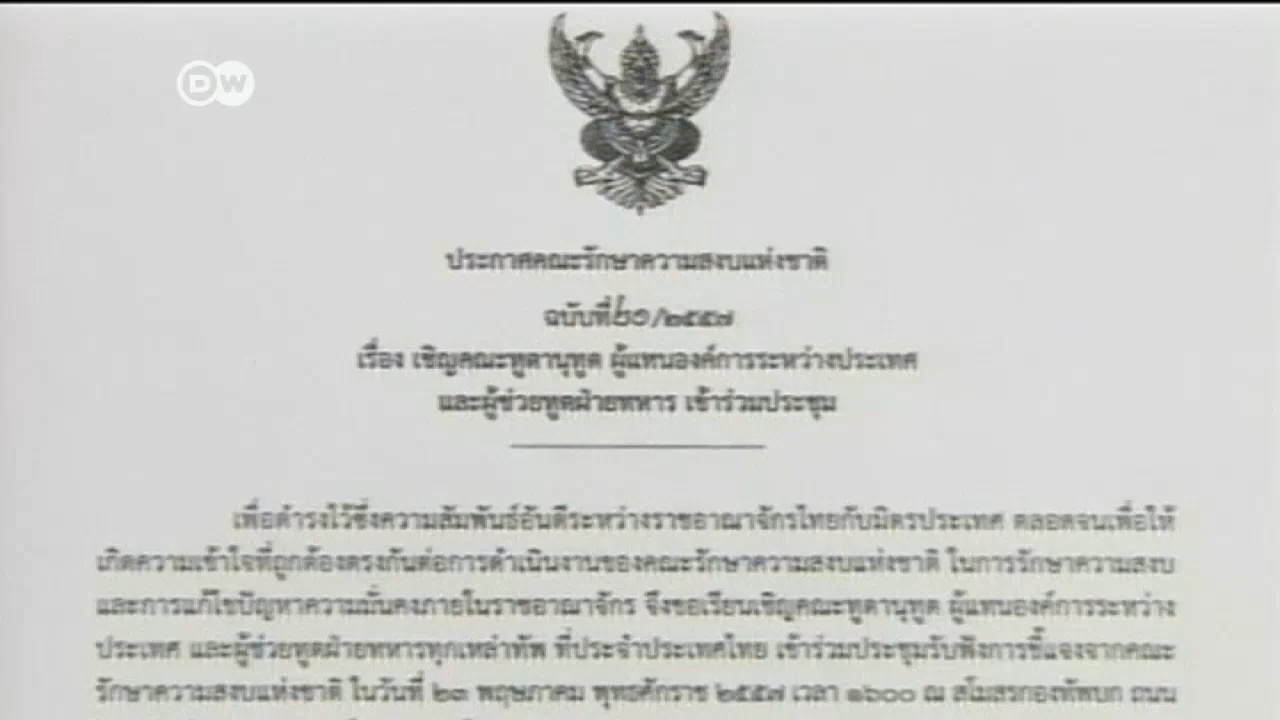 DW
ประกาศคณะรักษาความสงบแห่งชาติ
ฉบับที่ ๒๑/๒๕๕๗
เรื่อง เชิญคณะทูตานุทูต ผู้แทนองค์การระหว่างประเทศ
และผู้ช่วยทูตฝ่ายทหาร เข้าร่วมประชุม
เพื่อดำรงไว้ซึ่งความสัมพันธ์อันดีระหว่างราชอาณาจักรไทยกับมิตรประเทศ ตลอดจนเพื่อให้
เกิดความเข้าใจที่ถูกต้องตรงกันต่อการดำเนินงานของคณะรักษาความสงบแห่งชาติ ในการรักษาความสงบ
และการแก้ไขปัญหาความมั่นคงภายในราชอาณาจักร จึงขอเรียนเชิญคณะทูตานุทูต ผู้แทนองค์การระหว่าง
ประเทศ และผู้ช่วยทูตฝ่ายทหารทุกเหล่าทัพ ที่ประจำประเทศไทย เข้าร่วมประชุมรับฟังการชี้แจงจากคณะ
รักษาความสงบแห่งชาติ ในวันที่ ๒๓ พฤษภาคม พุทธศักราช ๒๕๕๗ เวลา ๑๖๐๐ ณ สโมสรกองทัพบก ถนน